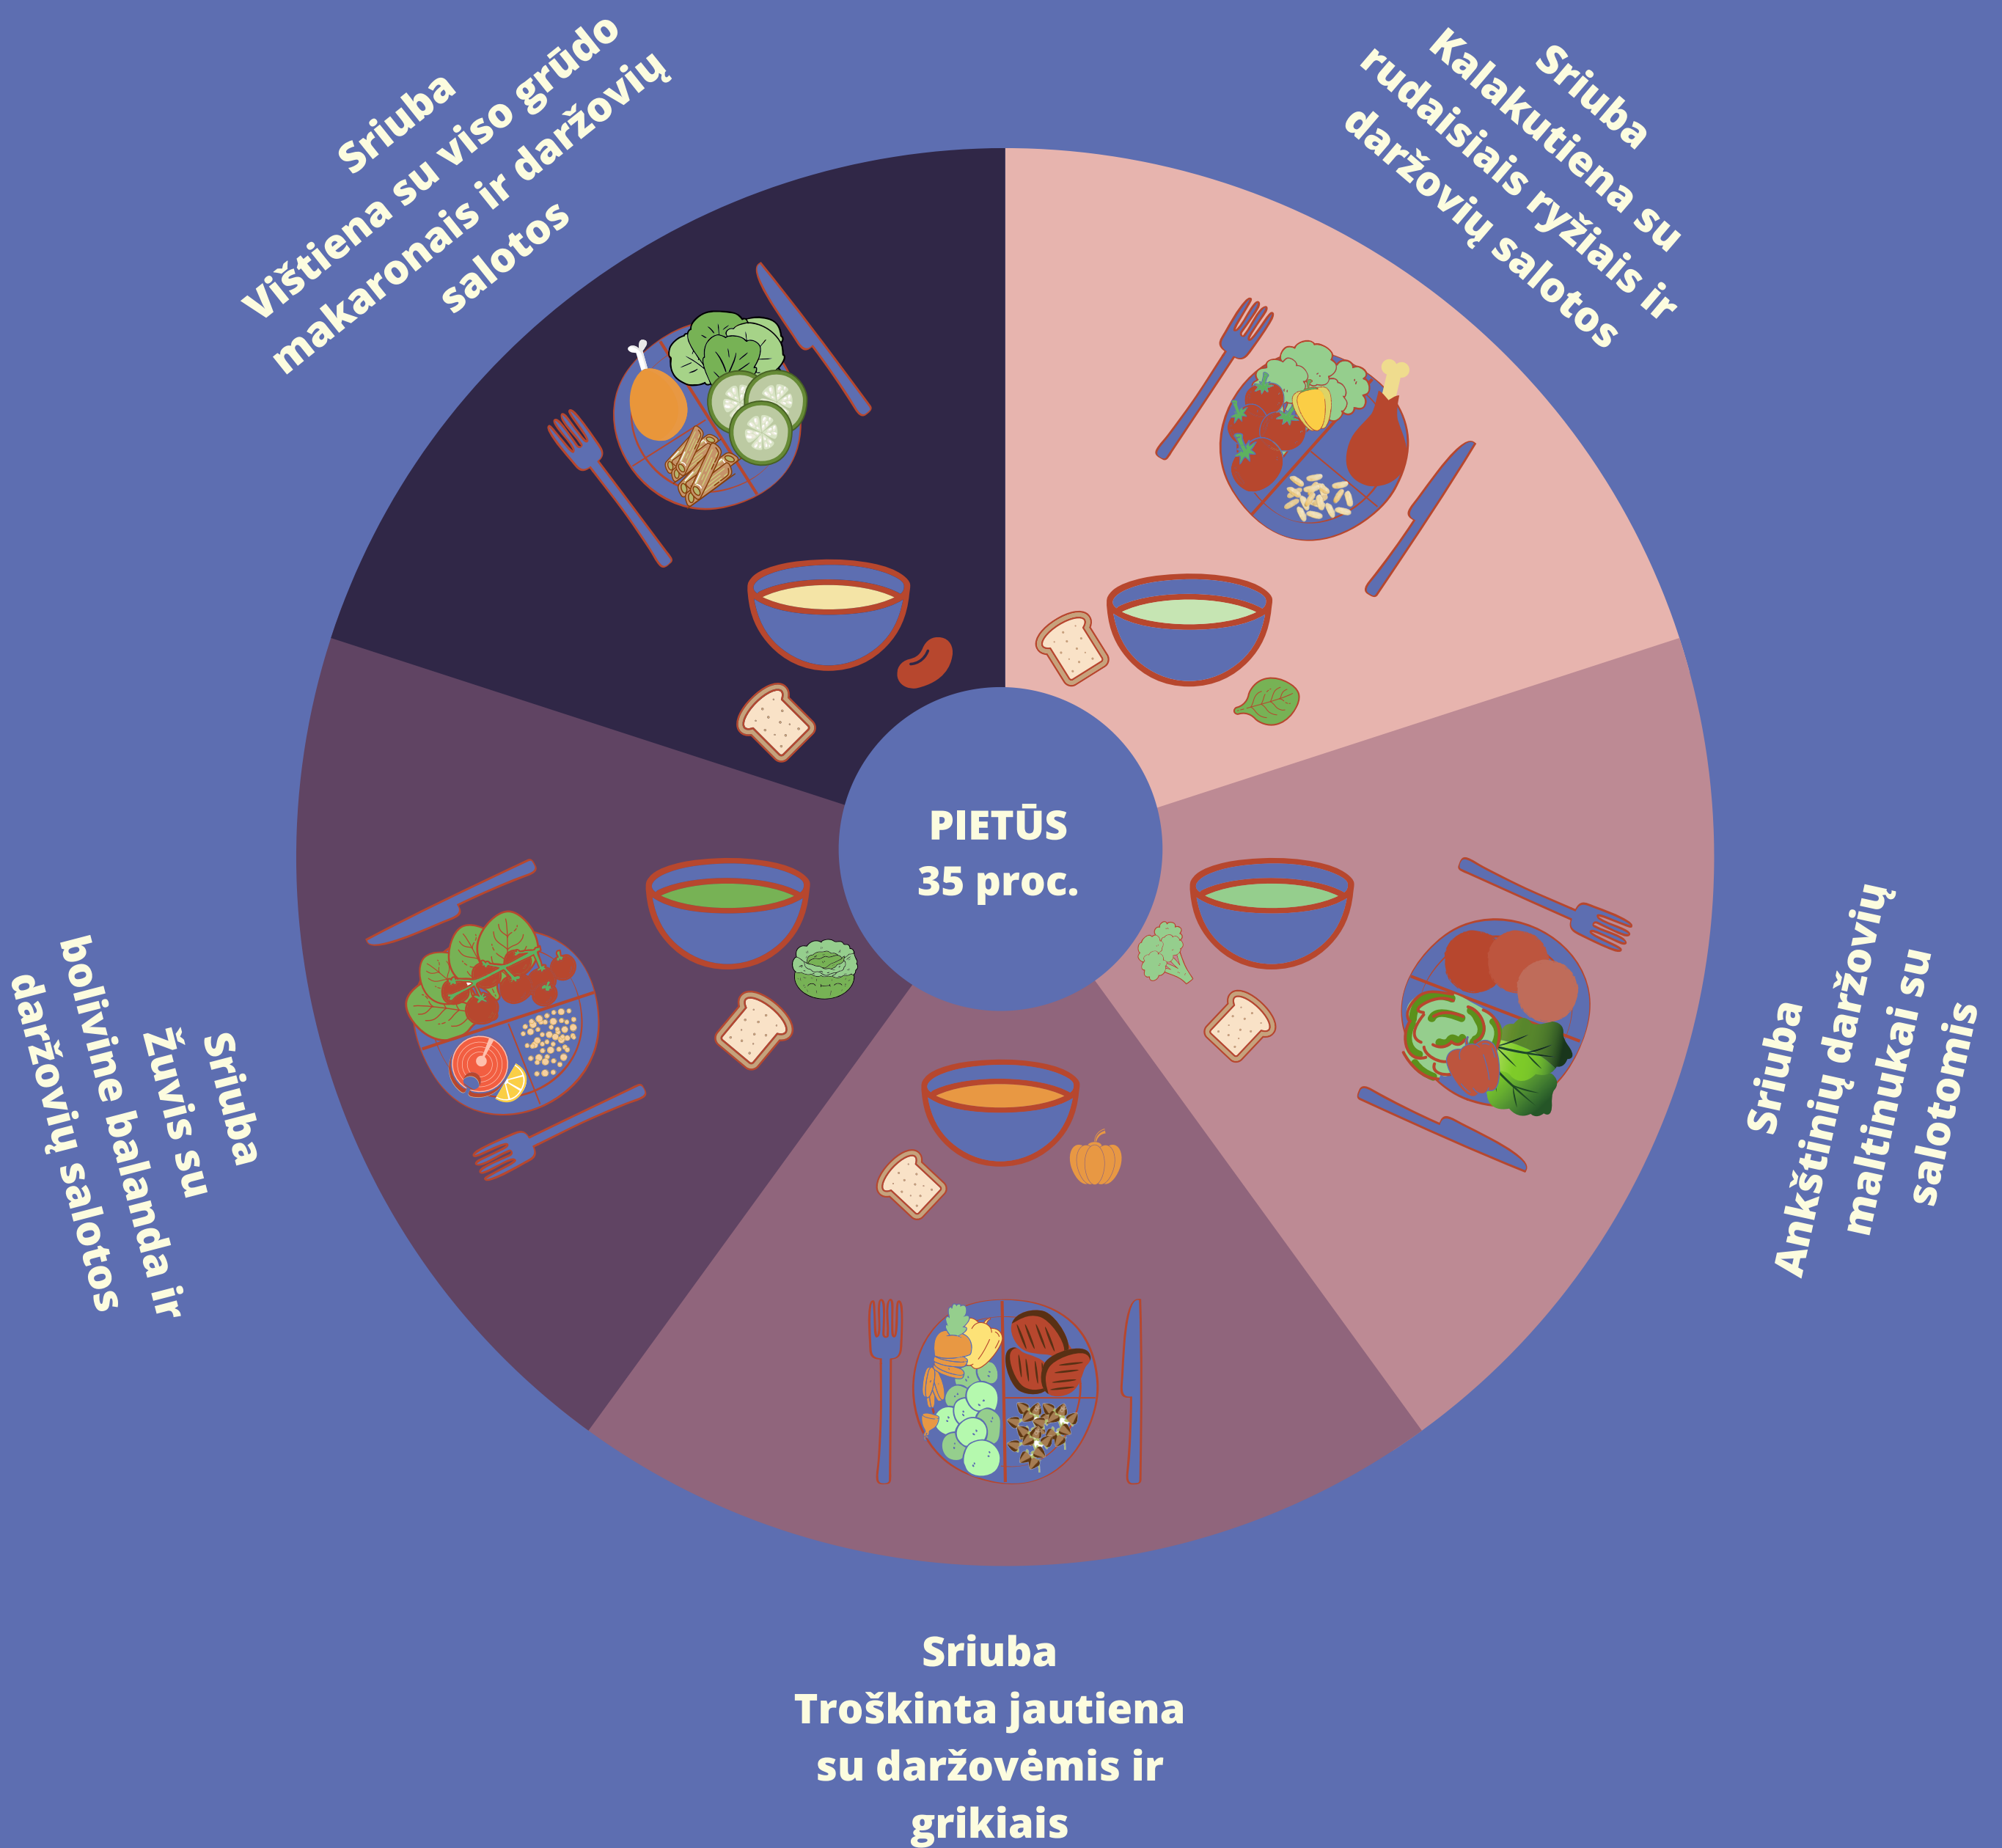 Sriuba
Vištiena su viso grūdo
makaronais ir daržovių
salotos
Sriuba
Kalakutiena su
rudaisiais ryžiais ir
daržovių salotos
PIETŪS
35 proc.
Sriuba
Ankštinių daržovių
maltinukai su
salotomis
Sriuba
Žuvis su
bolivine balanda ir
daržovių salotos
Sriuba
Troškinta jautiena
su daržovėmis ir
grikiais